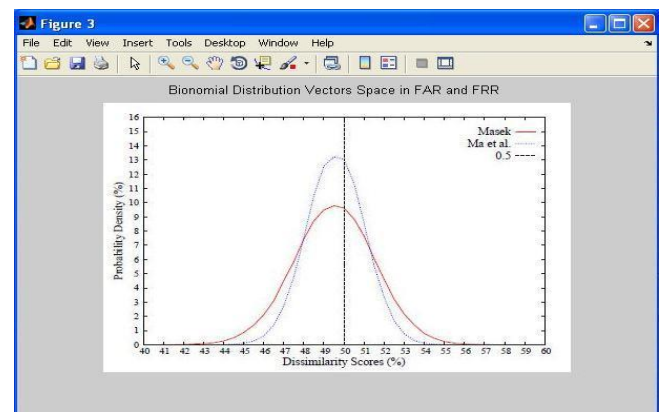 Figure 3
File Edit View Insert Tools Desktop Window Help
Bionomial Distribution Vectors Space in FAR and FRR
Masek
Ma et al.
0.5
Probability Density (%)
16
15
14
13
12
11
10
9
8
7
6
5
4
3
2
1
0
40 41 42 43 44 45 46 47 48 49 50 51 52 53 54 55 56 57 58 59 60
Dissimilarity Scores (%)